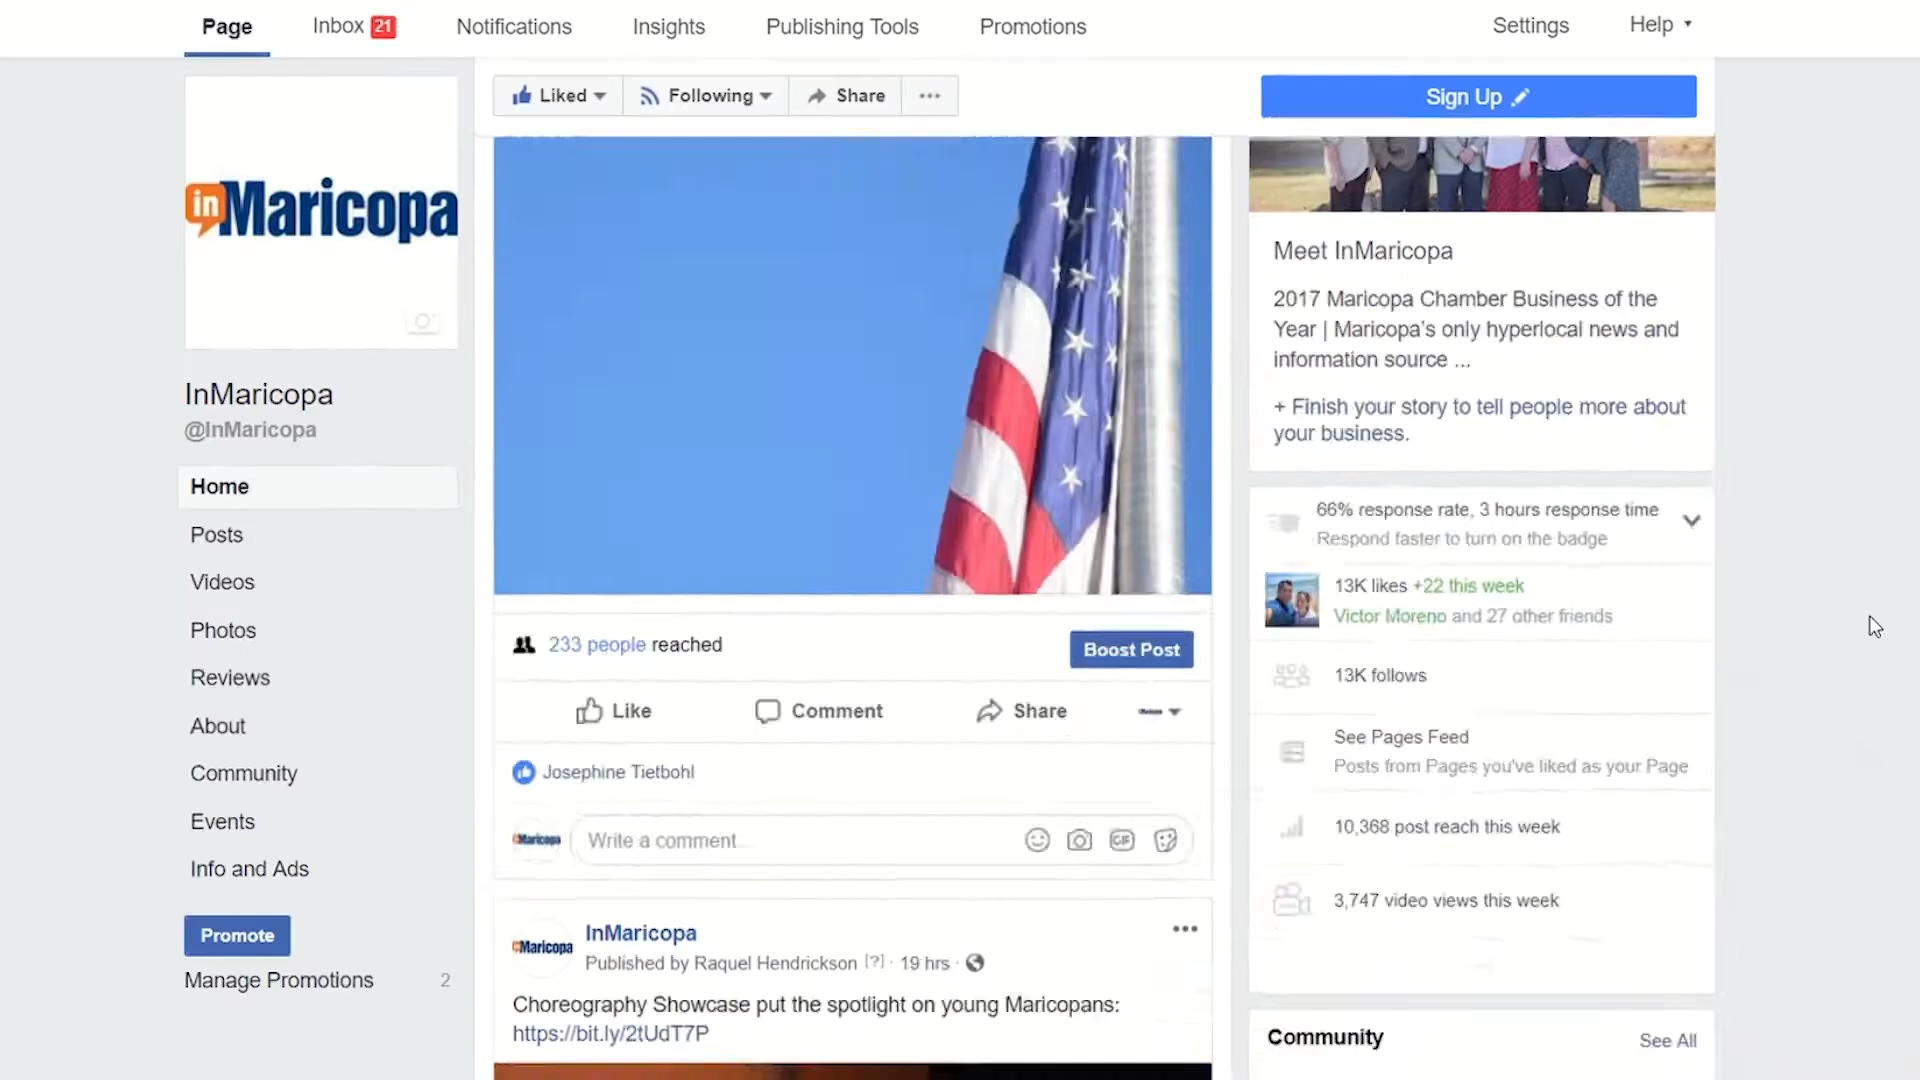 Page
Inbox 21
Notifications
Insights
Publishing Tools
Promotions
Settings
Help
Liked
Following
Share
Sign Up
inMaricopa
InMaricopa
@InMaricopa
Home
Posts
Videos
Photos
Reviews
About
Community
Events
Info and Ads
Promote
Manage Promotions 2
233 people reached
Boost Post
Like
Comment
Share
Josephine Tietbohl
Maricopa
Write a comment
GIF
Maricopa
InMaricopa
Published by Raquel Hendrickson [?] · 19 hrs ·
Choreography Showcase put the spotlight on young Maricopans:
https://bit.ly/2tUdT7P
Meet InMaricopa
2017 Maricopa Chamber Business of the
Year | Maricopa's only hyperlocal news and
information source ...
+ Finish your story to tell people more about
your business.
66% response rate, 3 hours response time
Respond faster to turn on the badge
13K likes +22 this week
Victor Moreno and 27 other friends
13K follows
See Pages Feed
Posts from Pages you've liked as your Page
10,368 post reach this week
3,747 video views this week
Community
See All